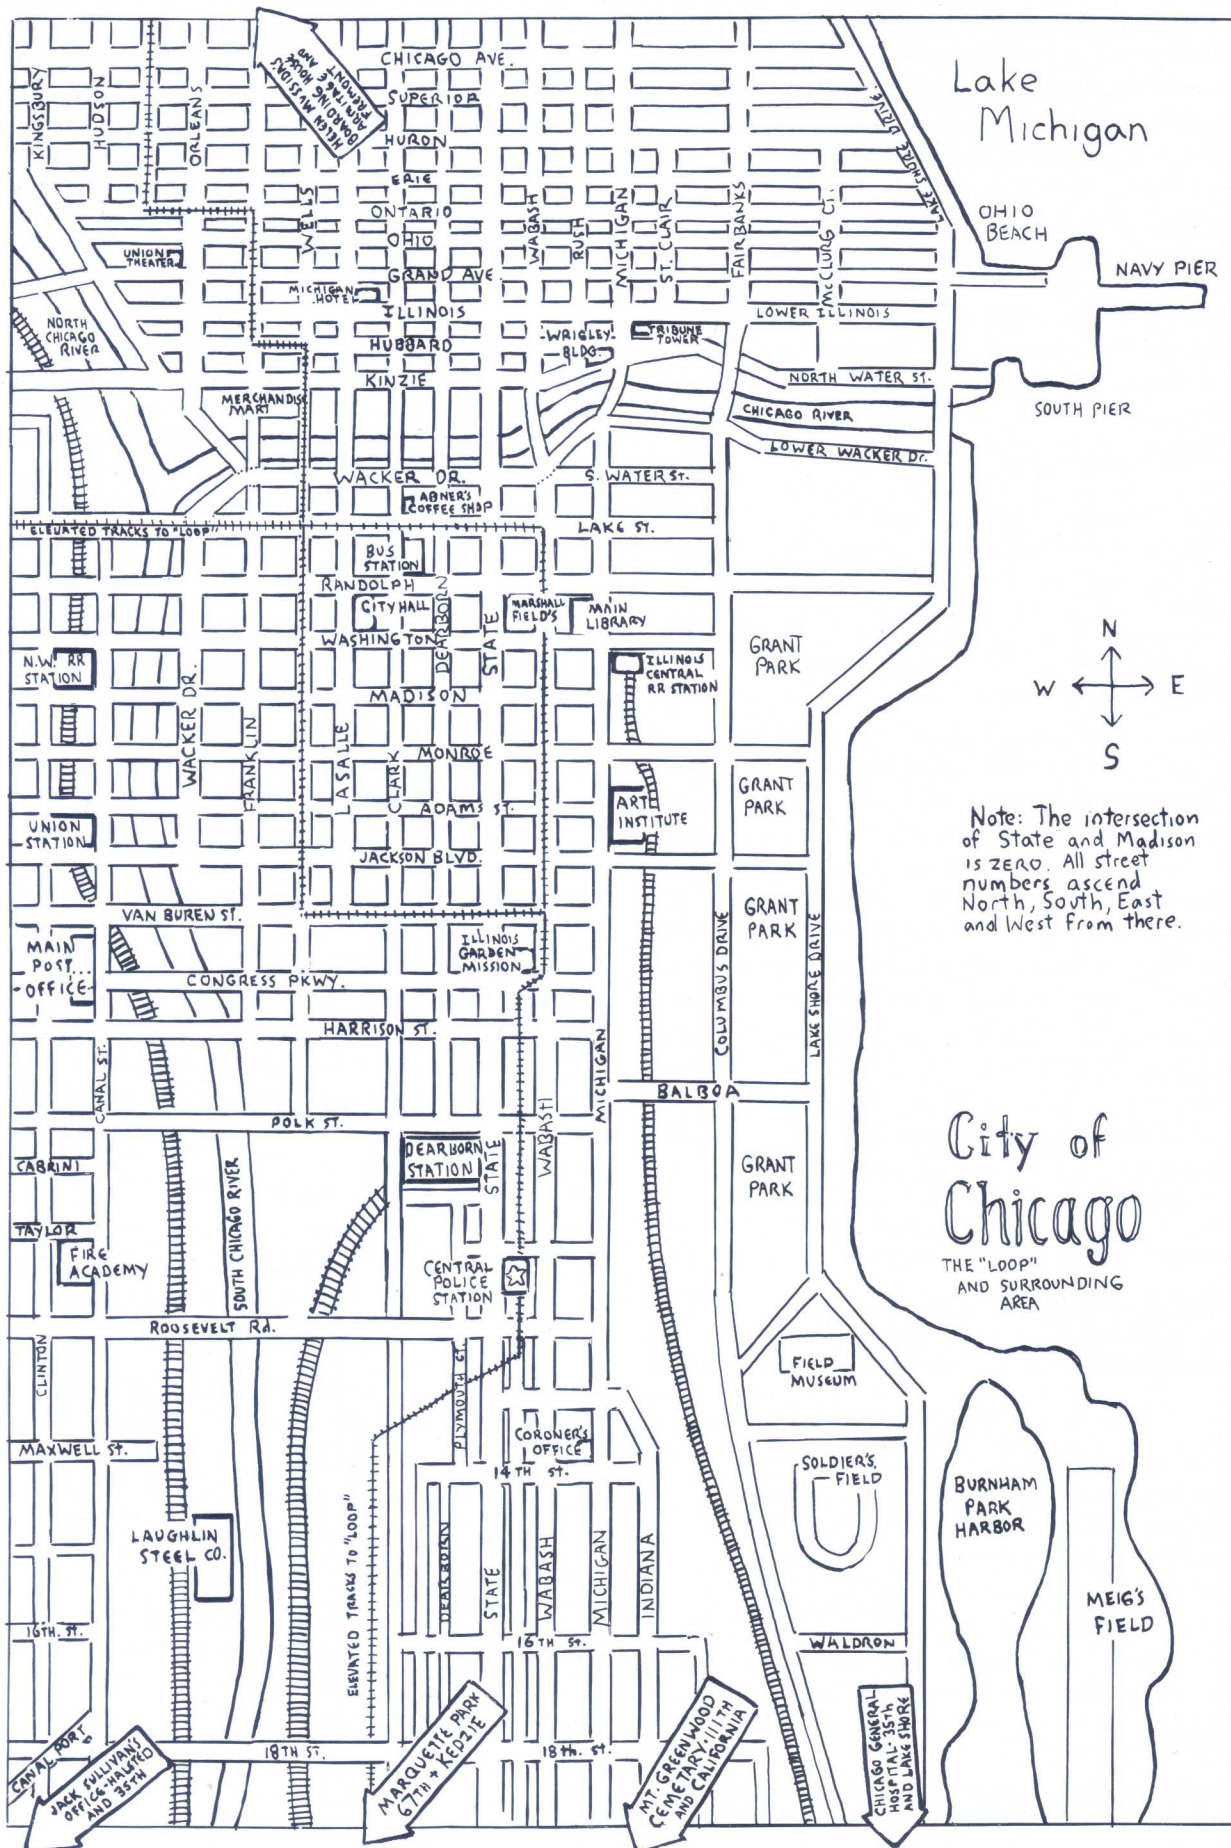 CHICAGO AVE.
SUPERIOR
HURON
ERIE
ONTARIO
OHIO
GRAND AVE.
ILLINOIS
HUBBARD
KINZIE
KINGSBURY
HUDSON
ORLEANS
WELLS
WABASH
RUSH
MICHIGAN
ST. CLAIR
FAIRBANKS
McCLURG Ct.
LAKE SHORE DRIVE.
LAKE SHORE DRIVE
BOARDING HOUSE
ARMITAGE AND
FREMONT
Lake
Michigan
OHIO
BEACH
NAVY PIER
SOUTH PIER
UNION
THEATER
MICHIGAN
HOTEL
NORTH
CHICAGO
RIVER
LOWER ILLINOIS
WRIGLEY
BLDG.
TRIBUNE
TOWER
NORTH WATER ST.
CHICAGO RIVER
LOWER WACKER Dr.
MERCHANDISE
MART
WACKER DR.
S. WATER ST.
ABNER'S
COFFEE SHOP
ELEVATED TRACKS TO "LOOP"
LAKE ST.
BUS
STATION
RANDOLPH
CITY HALL
DEARBORN
STATE
MARSHALL
FIELD'S
MAIN
LIBRARY
WASHINGTON
N.W. RR
STATION
WACKER DR.
MADISON
ILLINOIS
CENTRAL
RR STATION
GRANT
PARK
FRANKLIN
LASALLE
CLARK
MONROE
ADAMS ST.
UNION
STATION
ART
INSTITUTE
GRANT
PARK
JACKSON BLVD.
N
W
E
S
Note: The intersection
of State and Madison
is ZERO. All street
numbers ascend
North, South, East
and West from there.
VAN BUREN ST.
MAIN
POST
OFFICE
ILLINOIS
GARDEN
MISSION
GRANT
PARK
COLUMBUS DRIVE
LAKE SHORE DRIVE
CONGRESS PKWY.
HARRISON ST.
CANAL ST.
MICHIGAN
BALBOA
POLK ST.
CABRINI
TAYLOR
SOUTH CHICAGO RIVER
DEARBORN
STATION
STATE
WABASH
GRANT
PARK
City of
Chicago
THE "LOOP"
AND SURROUNDING
AREA
FIRE
ACADEMY
CENTRAL
POLICE
STATION
ROOSEVELT Rd.
CLINTON
PLYMOUTH ST.
FIELD
MUSEUM
MAXWELL ST.
CORONER'S
OFFICE
14TH ST.
SOLDIER'S
FIELD
BURNHAM
PARK
HARBOR
MEIG'S
FIELD
LAUGHLIN
STEEL CO.
ELEVATED TRACKS TO "LOOP"
DEARBORN
STATE
WABASH
MICHIGAN
INDIANA
16TH. ST.
16TH ST.
WALDRON
CANALPORT
18TH ST.
18th. ST.
JACK SULLIVAN'S
OFFICE-HALSTED
AND 35TH
MARQUETTE PARK
67TH + KEDZIE
MT. GREENWOOD
CEMETARY-111TH
AND CALIFORNIA
CHICAGO GENERAL
HOSPITAL-35TH
AND LAKE SHORE